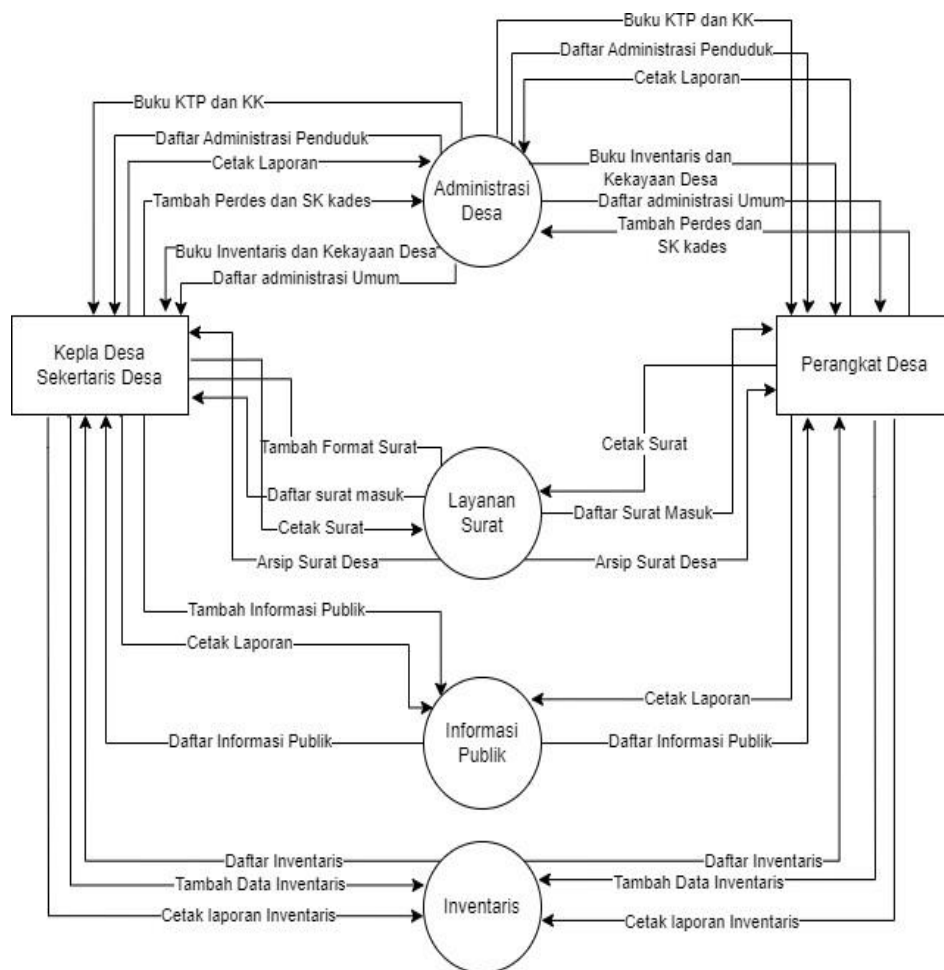 Buku KTP dan KK
Daftar Administrasi Penduduk
Cetak Laporan
Buku KTP dan KK
Daftar Administrasi Penduduk
Cetak Laporan
Tambah Perdes dan SK kades
Buku Inventaris dan Kekayaan Desa
Daftar administrasi Umum
Administrasi
Desa
Buku Inventaris dan
Kekayaan Desa
Daftar administrasi Umum
Tambah Perdes dan
SK kades
Kepla Desa
Sekertaris Desa
Perangkat Desa
Tambah Format Surat
Daftar surat masuk
Cetak Surat
Arsip Surat Desa
Layanan
Surat
Cetak Surat
Daftar Surat Masuk
Arsip Surat Desa
Tambah Informasi Publik
Cetak Laporan
Daftar Informasi Publik
Informasi
Publik
Cetak Laporan
Daftar Informasi Publik
Daftar Inventaris
Tambah Data Inventaris
Cetak laporan Inventaris
Inventaris
Daftar Inventaris
Tambah Data Inventaris
Cetak laporan Inventaris